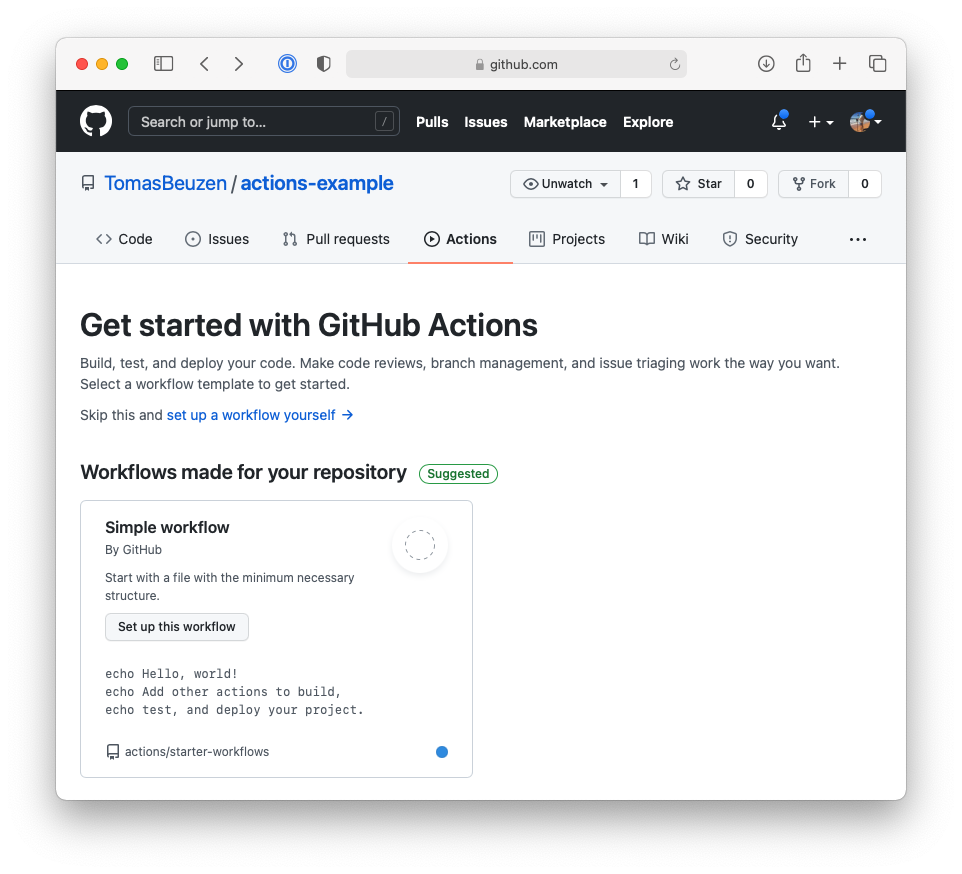 github.com
Search or jump to... /
Pulls Issues Marketplace Explore
TomasBeuzen / actions-example
Unwatch 1 Star 0 Fork 0
Code Issues Pull requests Actions Projects Wiki Security ...
Get started with GitHub Actions
Build, test, and deploy your code. Make code reviews, branch management, and issue triaging work the way you want.
Select a workflow template to get started.
Skip this and set up a workflow yourself →
Workflows made for your repository Suggested
Simple workflow
By GitHub
Start with a file with the minimum necessary
structure.
Set up this workflow
echo Hello, world!
echo Add other actions to build,
echo test, and deploy your project.
actions/starter-workflows